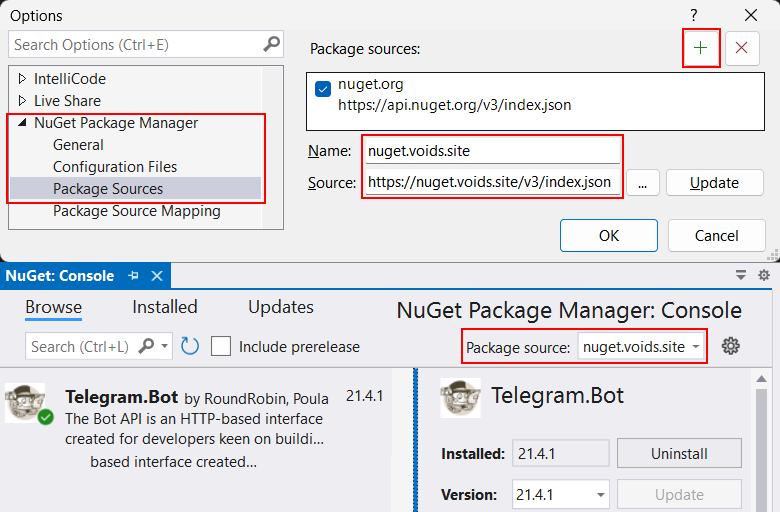 Options
?
Search Options (Ctrl+E)
IntelliCode
Live Share
NuGet Package Manager
General
Configuration Files
Package Sources
Package Source Mapping
Package sources:
nuget.org
https://api.nuget.org/v3/index.json
Name: nuget.voids.site
Source: https://nuget.voids.site/v3/index.json ... Update
OK Cancel
NuGet: Console
Browse Installed Updates
NuGet Package Manager: Console
Search (Ctrl+L) Include prerelease
Package source: nuget.voids.site
Telegram.Bot by RoundRobin, Poula 21.4.1
The Bot API is an HTTP-based interface
created for developers keen on buildi...
based interface created...
Telegram.Bot
Installed: 21.4.1 Uninstall
Version: 21.4.1 Update